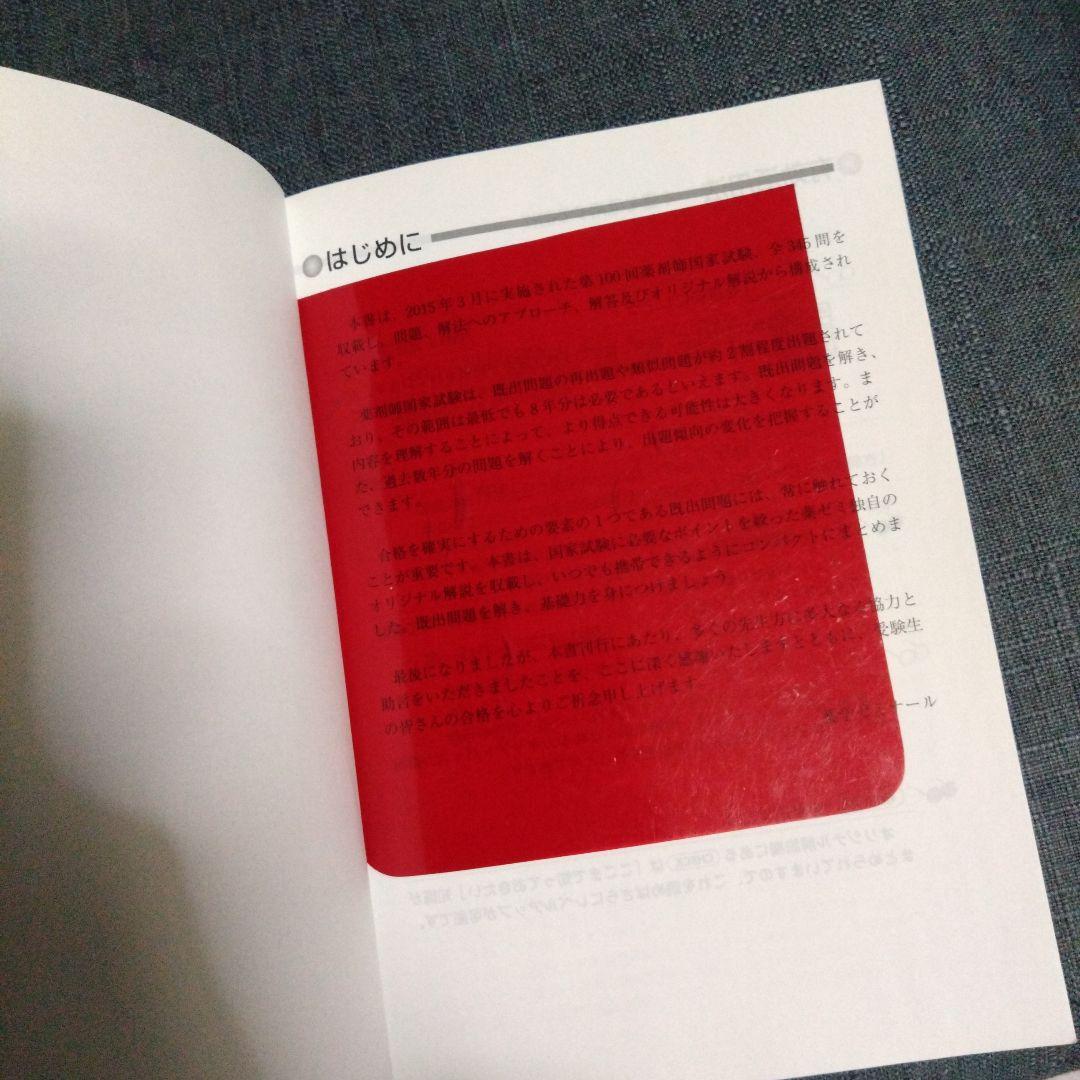 はじめに
本書は、2015年3月に実施された第100回薬剤師国家試験、全345問を
収載し、問題、解法へのアプローチ、解答及びオリジナル解説から構成され
ています。
薬剤師国家試験は、既出問題の再出題や類似問題が約2割程度出題されて
おり、その範囲は最低でも8年分は必要であるといえます。既出問題を解き、
内容を理解することによって、より得点できる可能性は大きくなります。ま
た、過去数年分の問題を解くことにより、出題傾向の変化を把握することが
できます。
合格を確実にするための要素の1つである既出問題には、常に触れておく
ことが重要です。本書は、国家試験に必要なポイントを絞った薬ゼミ独自の
オリジナル解説を収載し、いつでも携帯できるようにコンパクトにまとめま
した。既出問題を解き、基礎力を身につけましょう。
最後になりましたが、本書刊行にあたり、多くの先生方に多大なご協力と
助言をいただきましたことを、ここに深く感謝いたしますとともに、受験生
の皆さんの合格を心よりご祈念申し上げます。
薬学ゼミナール